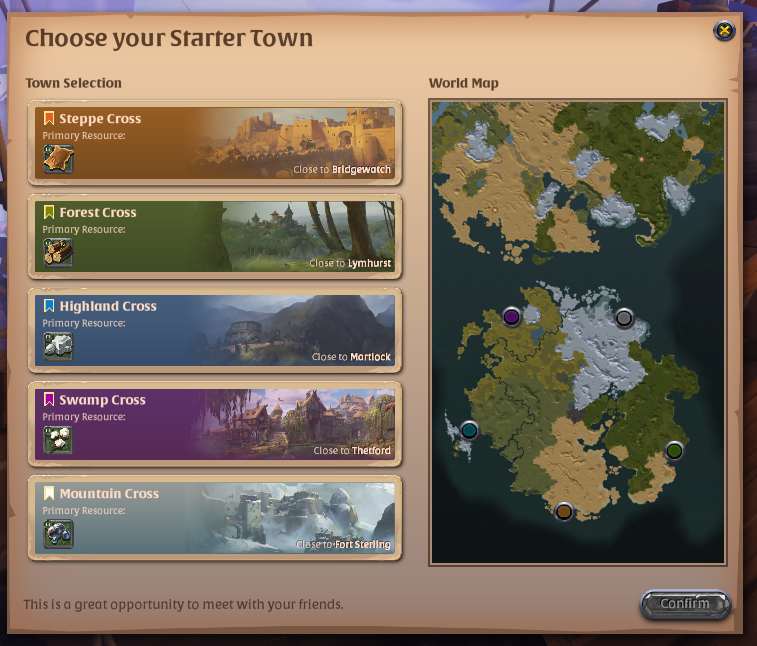 Choose your Starter Town
Town Selection
Steppe Cross
Primary Resource:
Close to Bridgewatch
Forest Cross
Primary Resource:
Close to Lymhurst
Highland Cross
Primary Resource:
Close to Martlock
Swamp Cross
Primary Resource:
Close to Thetford
Mountain Cross
Primary Resource:
Close to Fort Sterling
World Map
This is a great opportunity to meet with your friends.
Confirm